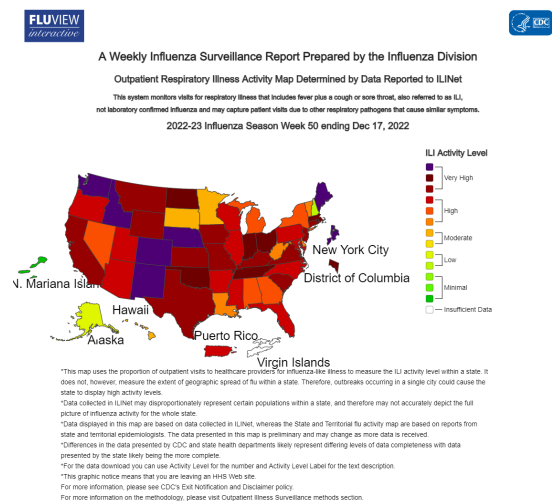 FLUVIEW
interactive
CDC
A Weekly Influenza Surveillance Report Prepared by the Influenza Division
Outpatient Respiratory Illness Activity Map Determined by Data Reported to ILINet
This system monitors visits for respiratory illness that includes fever plus a cough or sore throat, also referred to as ILI,
not laboratory confirmed influenza and may capture patient visits due to other respiratory pathogens that cause similar symptoms.
2022-23 Influenza Season Week 50 ending Dec 17, 2022
ILI Activity Level
Very High
High
Moderate
Low
Minimal
Insufficient Data
New York City
District of Columbia
N. Mariana Islan
Hawaii
Alaska
Puerto Rico
Virgin Islands
*This map uses the proportion of outpatient visits to healthcare providers for influenza-like illness to measure the ILI activity level within a state. It
does not, however, measure the extent of geographic spread of flu within a state. Therefore, outbreaks occurring in a single city could cause the
state to display high activity levels.
*Data collected in ILINet may disproportionately represent certain populations within a state, and therefore may not accurately depict the full
picture of influenza activity for the whole state.
*Data displayed in this map are based on data collected in ILINet, whereas the State and Territorial flu activity map are based on reports from
state and territorial epidemiologists. The data presented in this map is preliminary and may change as more data is received.
*Differences in the data presented by CDC and state health departments likely represent differing levels of data completeness with data
presented by the state likely being the more complete.
*For the data download you can use Activity Level for the number and Activity Level Label for the text description.
*This graphic notice means that you are leaving an HHS Web site.
For more information, please see CDC's Exit Notification and Disclaimer policy.
For more information on the methodology, please visit Outpatient Illness Surveillance methods section.